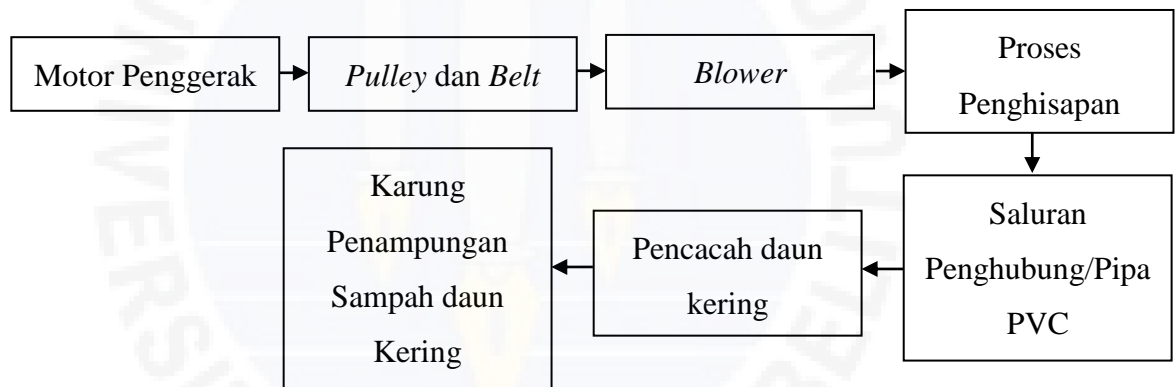 Motor Penggerak
Pulley dan Belt
Blower
Proses
Penghisapan
Saluran
Penghubung/Pipa
PVC
Pencacah daun
kering
Karung
Penampungan
Sampah daun
Kering